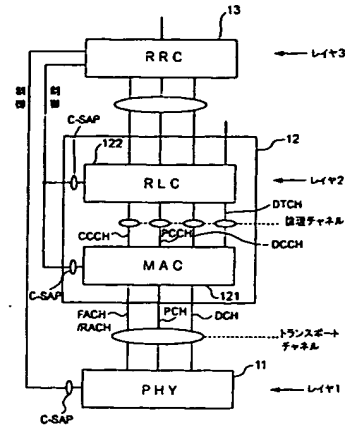 13
RRC
レイヤ3
制御
制御
C-SAP
122
12
RLC
レイヤ2
DTCH
論理チャネル
CCCH
PCCH
DCCH
MAC
C-SAP
121
FACH
/RACH
PCH
DCH
トランスポート
チャネル
11
PHY
レイヤ1
C-SAP